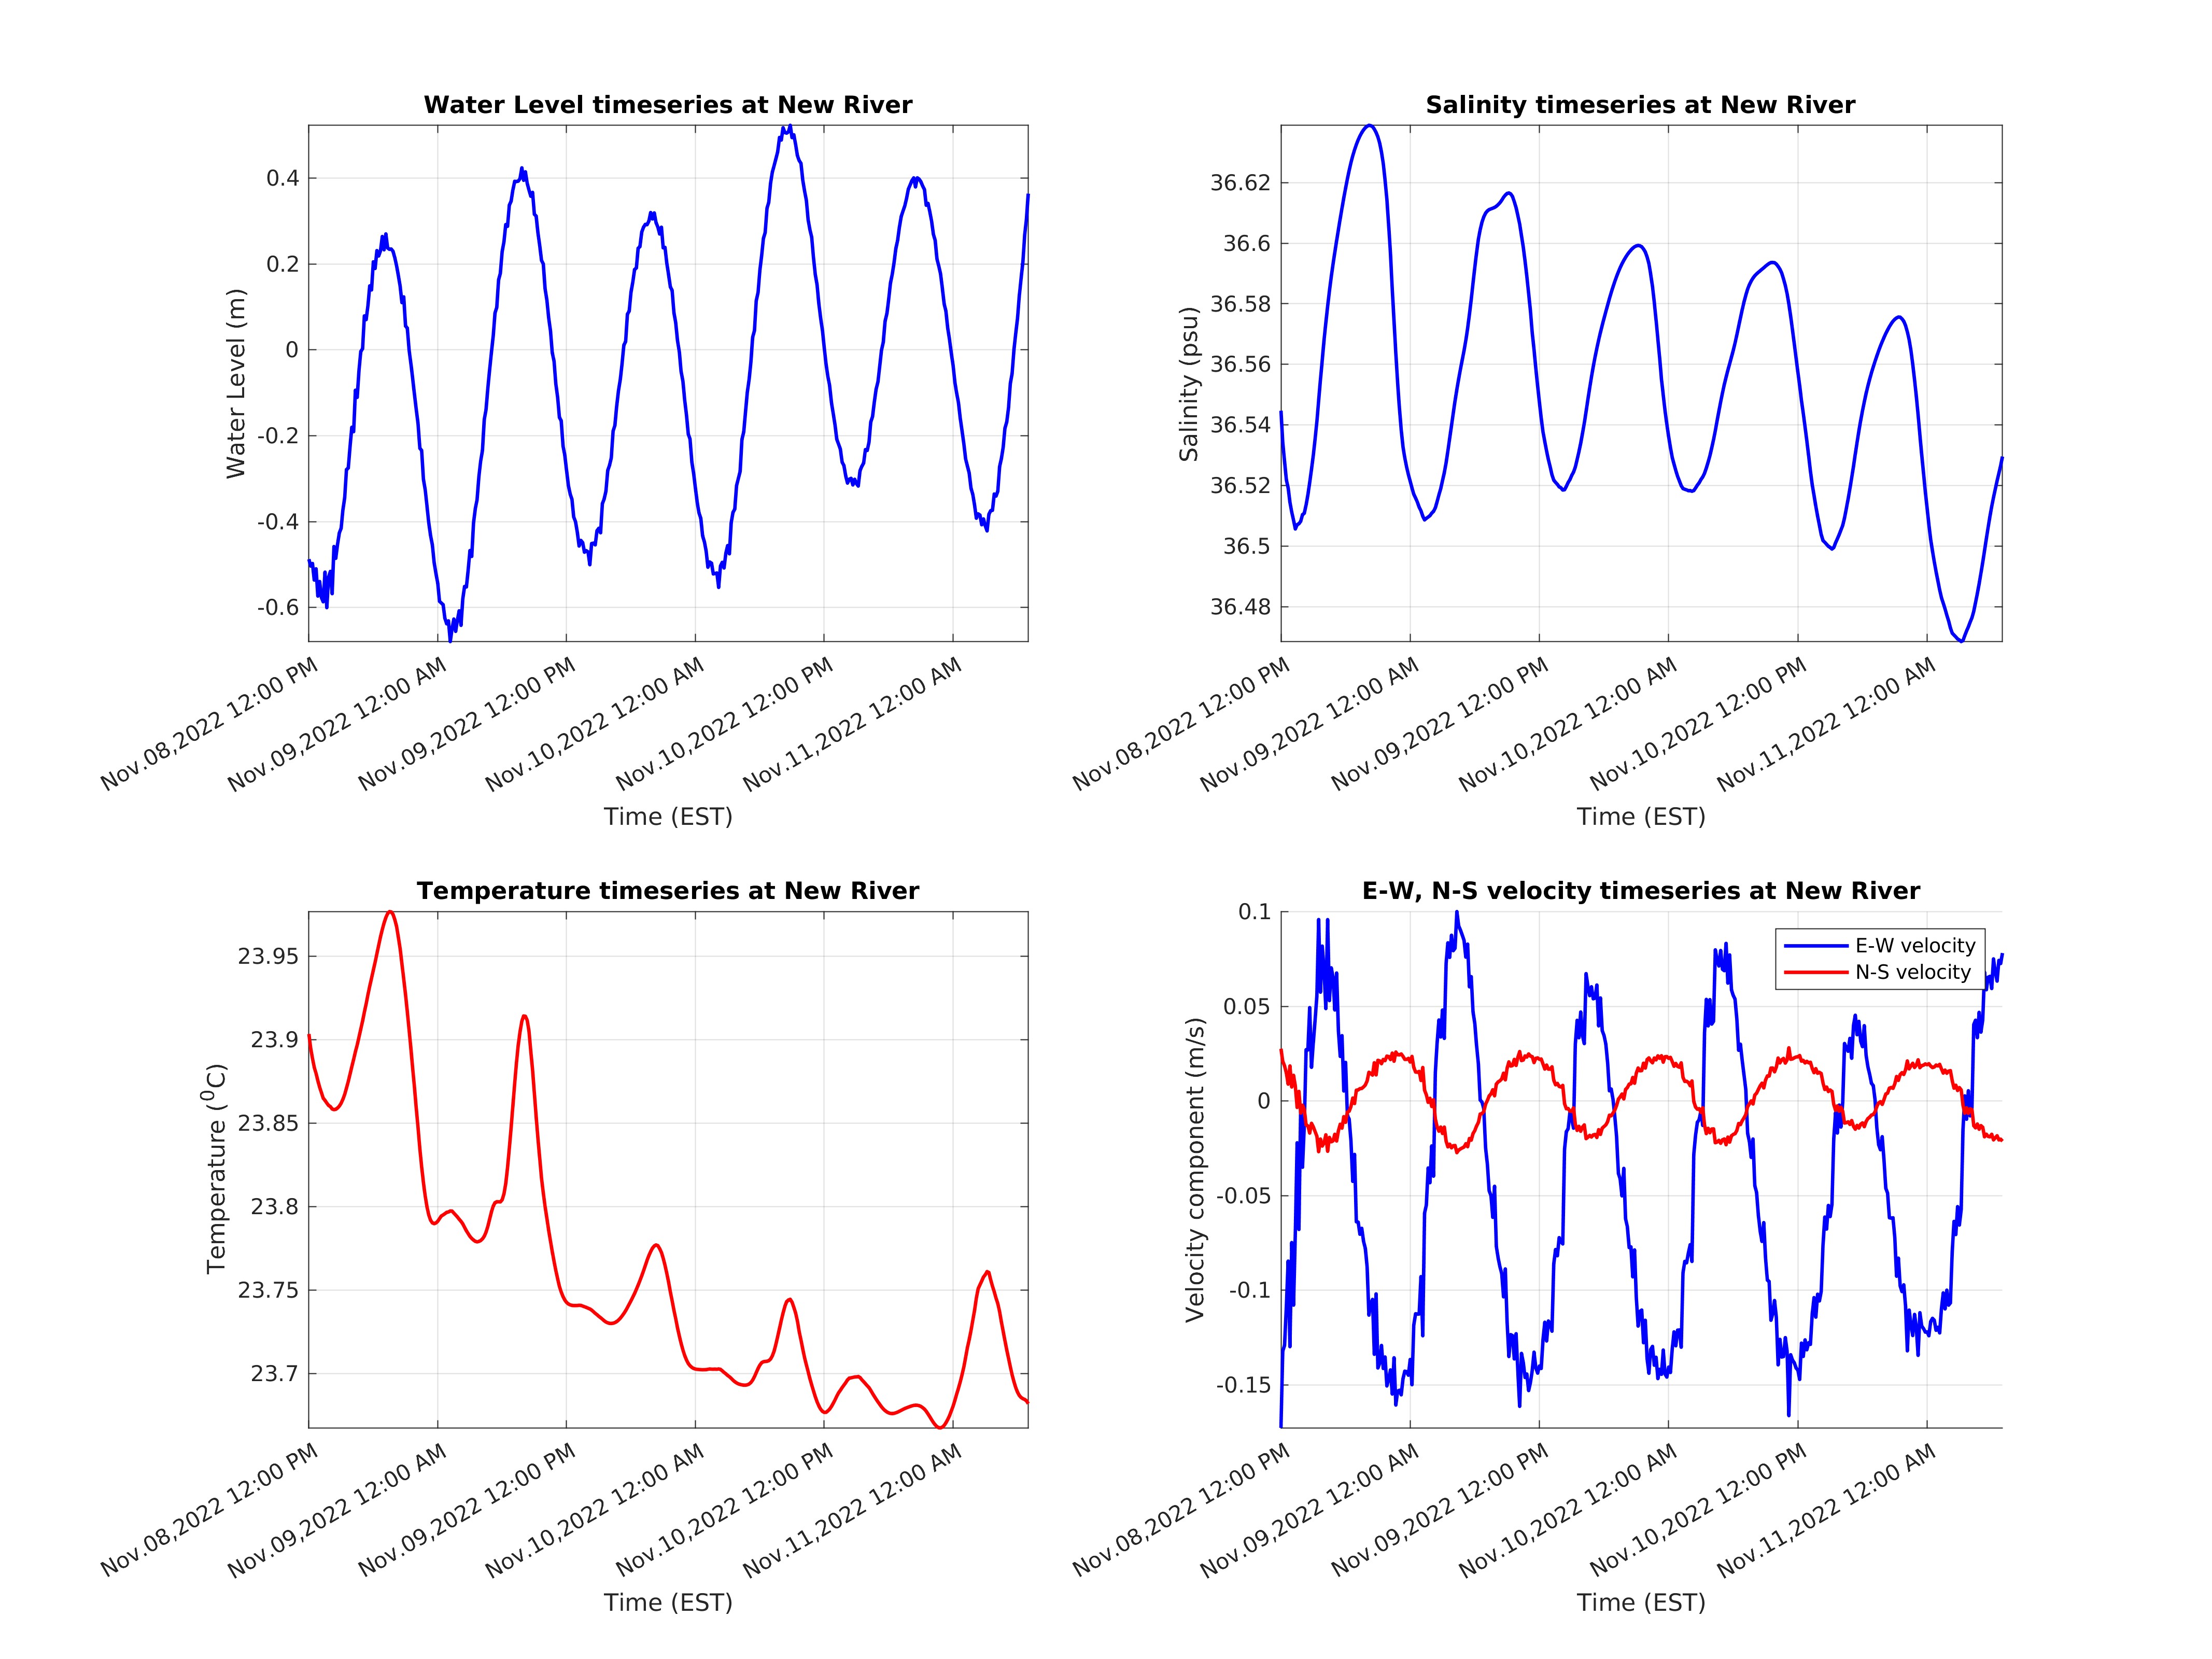 Water Level timeseries at New River
Water Level (m)
0.4
0.2
0
-0.2
-0.4
-0.6
Nov.08,2022 12:00 PM
Nov.09,2022 12:00 AM
Nov.09,2022 12:00 PM
Nov.10,2022 12:00 AM
Nov.10,2022 12:00 PM
Nov.11,2022 12:00 AM
Time (EST)
Salinity timeseries at New River
Salinity (psu)
36.62
36.6
36.58
36.56
36.54
36.52
36.5
36.48
Nov.08,2022 12:00 PM
Nov.09,2022 12:00 AM
Nov.09,2022 12:00 PM
Nov.10,2022 12:00 AM
Nov.10,2022 12:00 PM
Nov.11,2022 12:00 AM
Time (EST)
Temperature timeseries at New River
Temperature (⁰C)
23.95
23.9
23.85
23.8
23.75
23.7
Nov.08,2022 12:00 PM
Nov.09,2022 12:00 AM
Nov.09,2022 12:00 PM
Nov.10,2022 12:00 AM
Nov.10,2022 12:00 PM
Nov.11,2022 12:00 AM
Time (EST)
E-W, N-S velocity timeseries at New River
Velocity component (m/s)
0.1
0.05
0
-0.05
-0.1
-0.15
E-W velocity
N-S velocity
Nov.08,2022 12:00 PM
Nov.09,2022 12:00 AM
Nov.09,2022 12:00 PM
Nov.10,2022 12:00 AM
Nov.10,2022 12:00 PM
Nov.11,2022 12:00 AM
Time (EST)